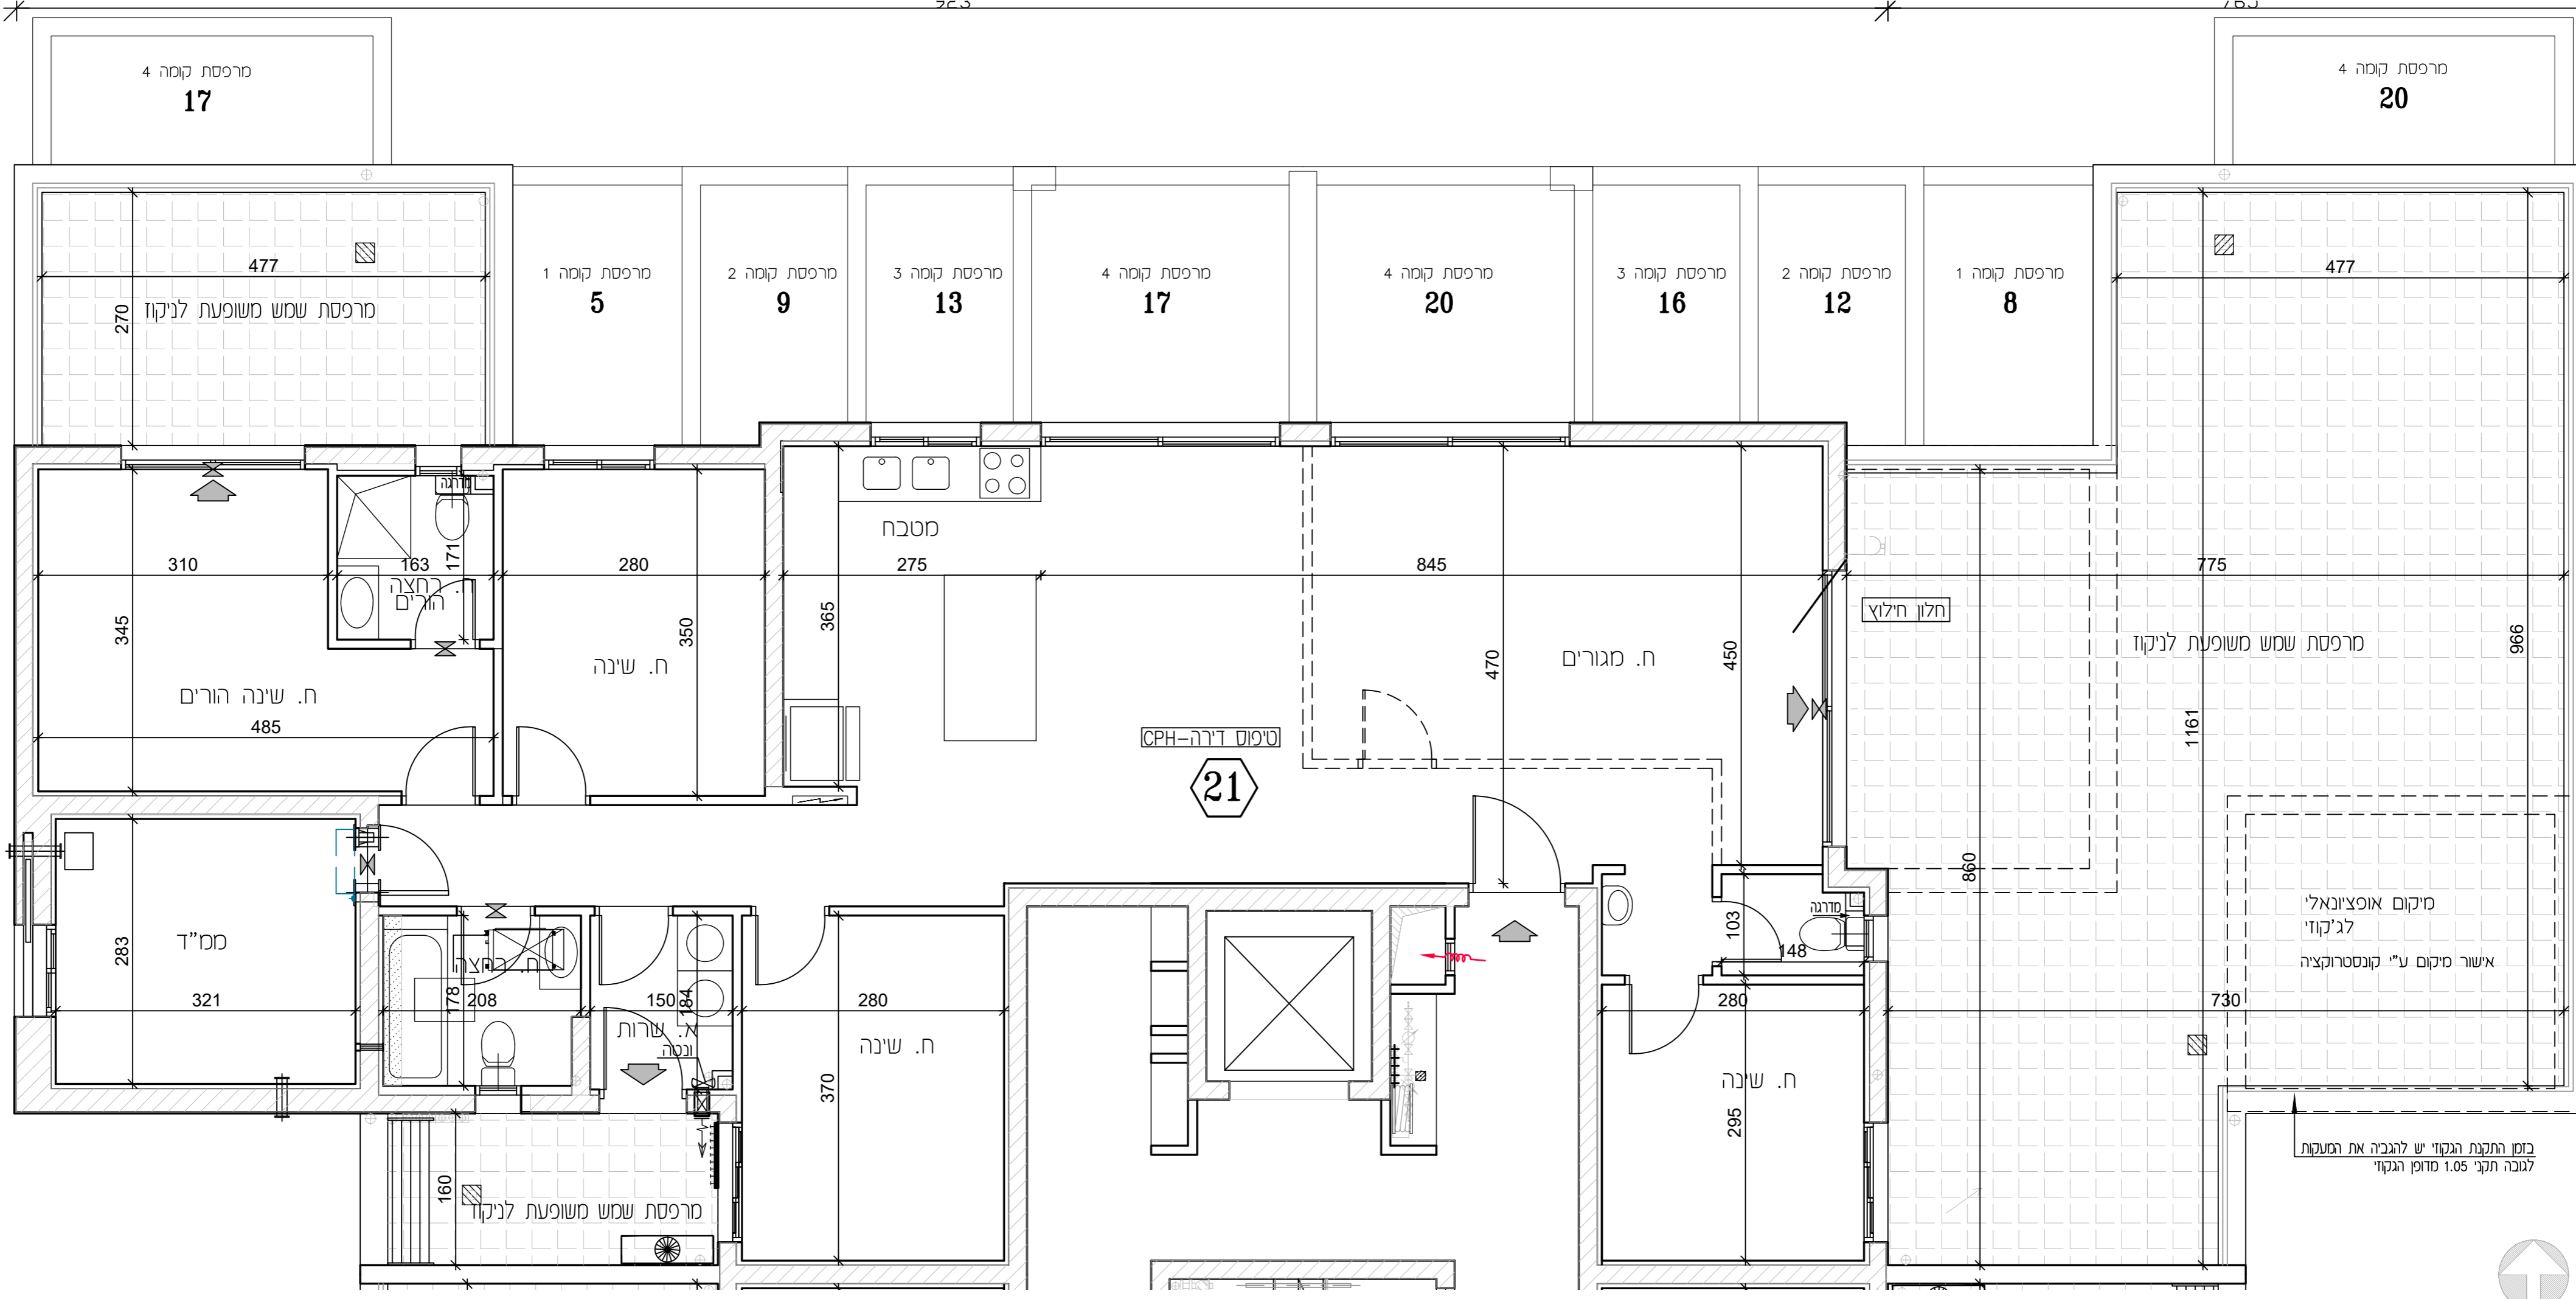 מרפסת קומה 4
17
מרפסת קומה 4
20
477
270
מרפסת שמש משופעת לניקוז
מרפסת קומה 1
5
מרפסת קומה 2
9
מרפסת קומה 3
13
מרפסת קומה 4
17
מרפסת קומה 4
20
מרפסת קומה 3
16
מרפסת קומה 2
12
מרפסת קומה 1
8
477
מדרגה
מטבח
310
163
171
280
275
845
775
ח. רחצה
הורים
345
350
365
470
450
חלון חילוץ
966
1161
ח. שינה
ח. מגורים
מרפסת שמש משופעת לניקוז
ח. שינה הורים
485
טיפוס דירה-CPH
21
860
מיקום אופציונאלי
לג'קוזי
אישור מיקום ע"י קונסטרוקציה
מדרגה
103
148
ממ"ד
283
321
ח. רחצה
178
208
150
184
280
280
730
א. שרות
ונטה
ח. שינה
370
ח. שינה
295
160
מרפסת שמש משופעת לניקוז
בזמן התקנת הגקוזי יש להגביה את המעקות
לגובה תקני 1.05 מדופן הגקוזי